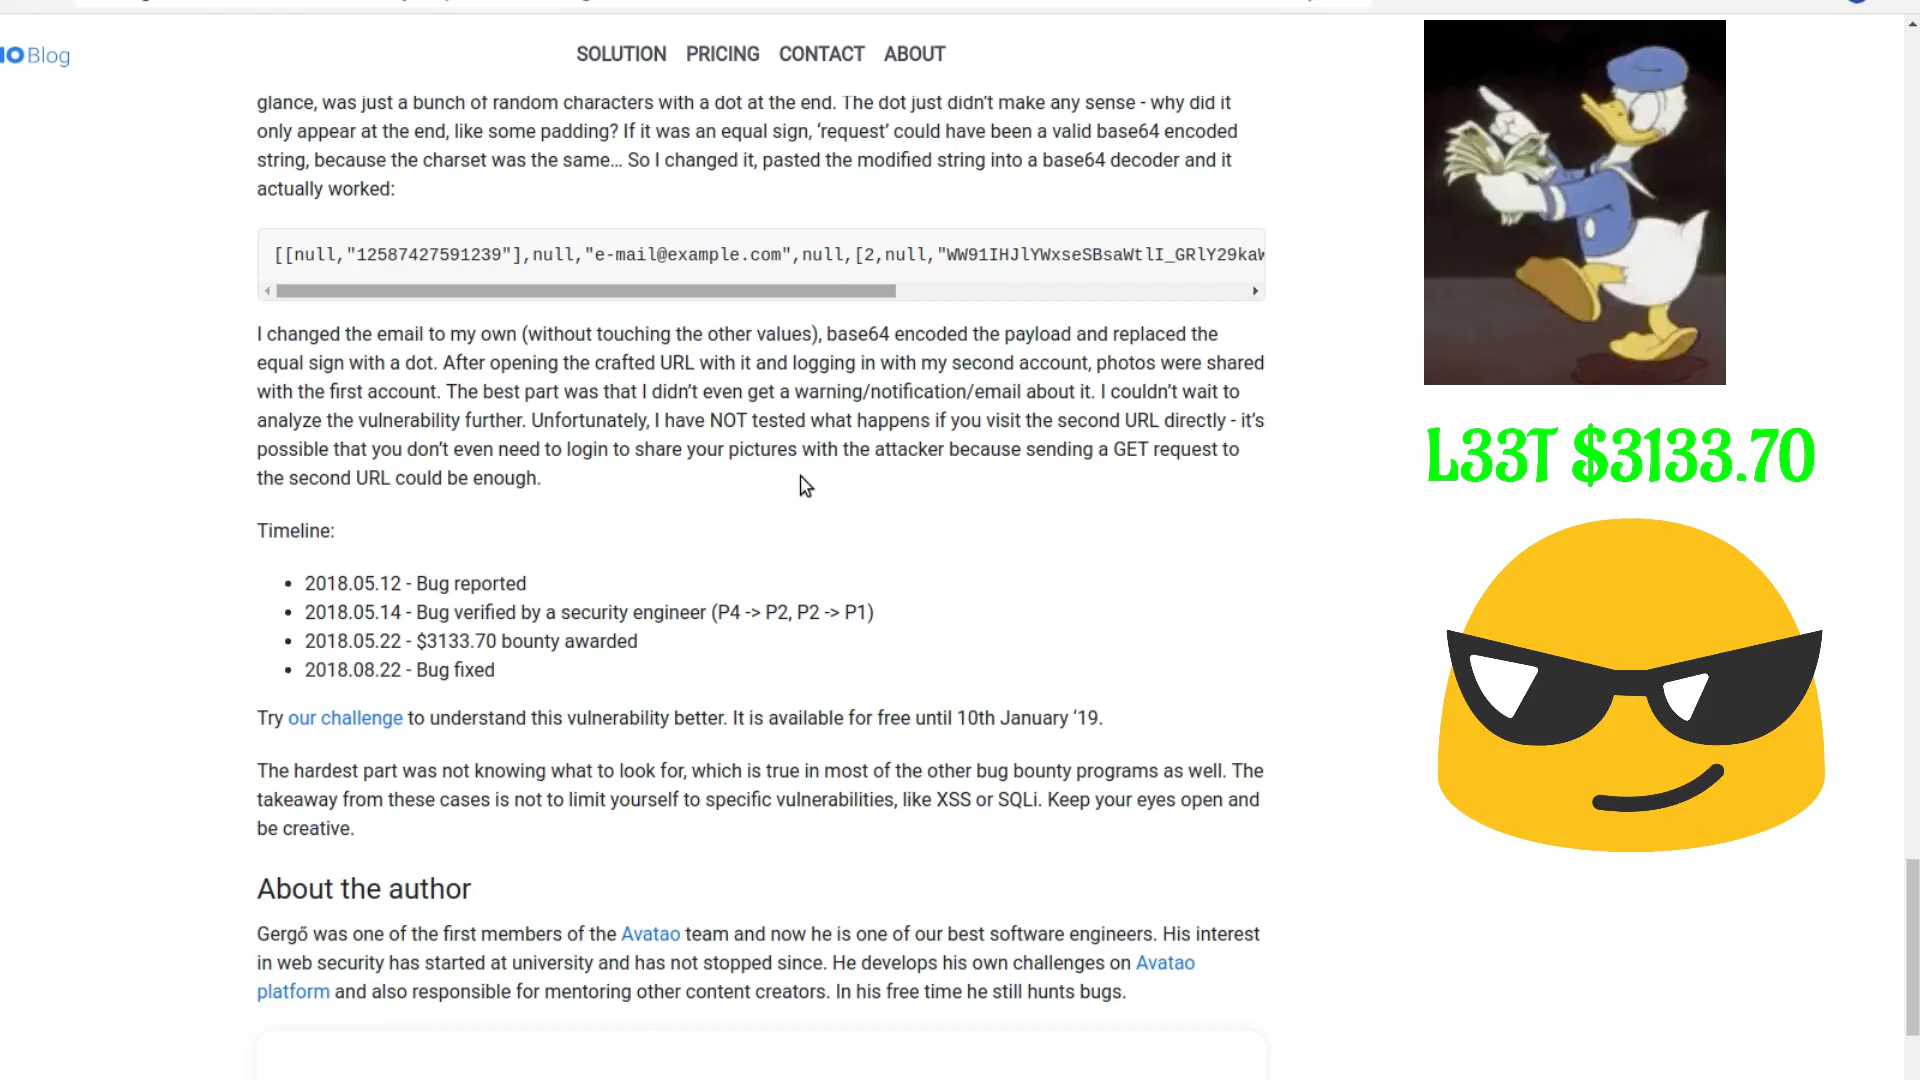 IO Blog
SOLUTION PRICING CONTACT ABOUT
glance, was just a bunch of random characters with a dot at the end. The dot just didn’t make any sense - why did it
only appear at the end, like some padding? If it was an equal sign, ‘request’ could have been a valid base64 encoded
string, because the charset was the same… So I changed it, pasted the modified string into a base64 decoder and it
actually worked:
[[null,"12587427591239"],null,"e-mail@example.com",null,[2,null,"WW91IHJlYWxseSBsaWtlI_GRlY29kaW
I changed the email to my own (without touching the other values), base64 encoded the payload and replaced the
equal sign with a dot. After opening the crafted URL with it and logging in with my second account, photos were shared
with the first account. The best part was that I didn’t even get a warning/notification/email about it. I couldn’t wait to
analyze the vulnerability further. Unfortunately, I have NOT tested what happens if you visit the second URL directly - it’s
possible that you don’t even need to login to share your pictures with the attacker because sending a GET request to
the second URL could be enough.
Timeline:
• 2018.05.12 - Bug reported
• 2018.05.14 - Bug verified by a security engineer (P4 -> P2, P2 -> P1)
• 2018.05.22 - $3133.70 bounty awarded
• 2018.08.22 - Bug fixed
Try our challenge to understand this vulnerability better. It is available for free until 10th January ‘19.
The hardest part was not knowing what to look for, which is true in most of the other bug bounty programs as well. The
takeaway from these cases is not to limit yourself to specific vulnerabilities, like XSS or SQLi. Keep your eyes open and
be creative.
About the author
Gergő was one of the first members of the Avatao team and now he is one of our best software engineers. His interest
in web security has started at university and has not stopped since. He develops his own challenges on Avatao
platform and also responsible for mentoring other content creators. In his free time he still hunts bugs.
L33T $3133.70